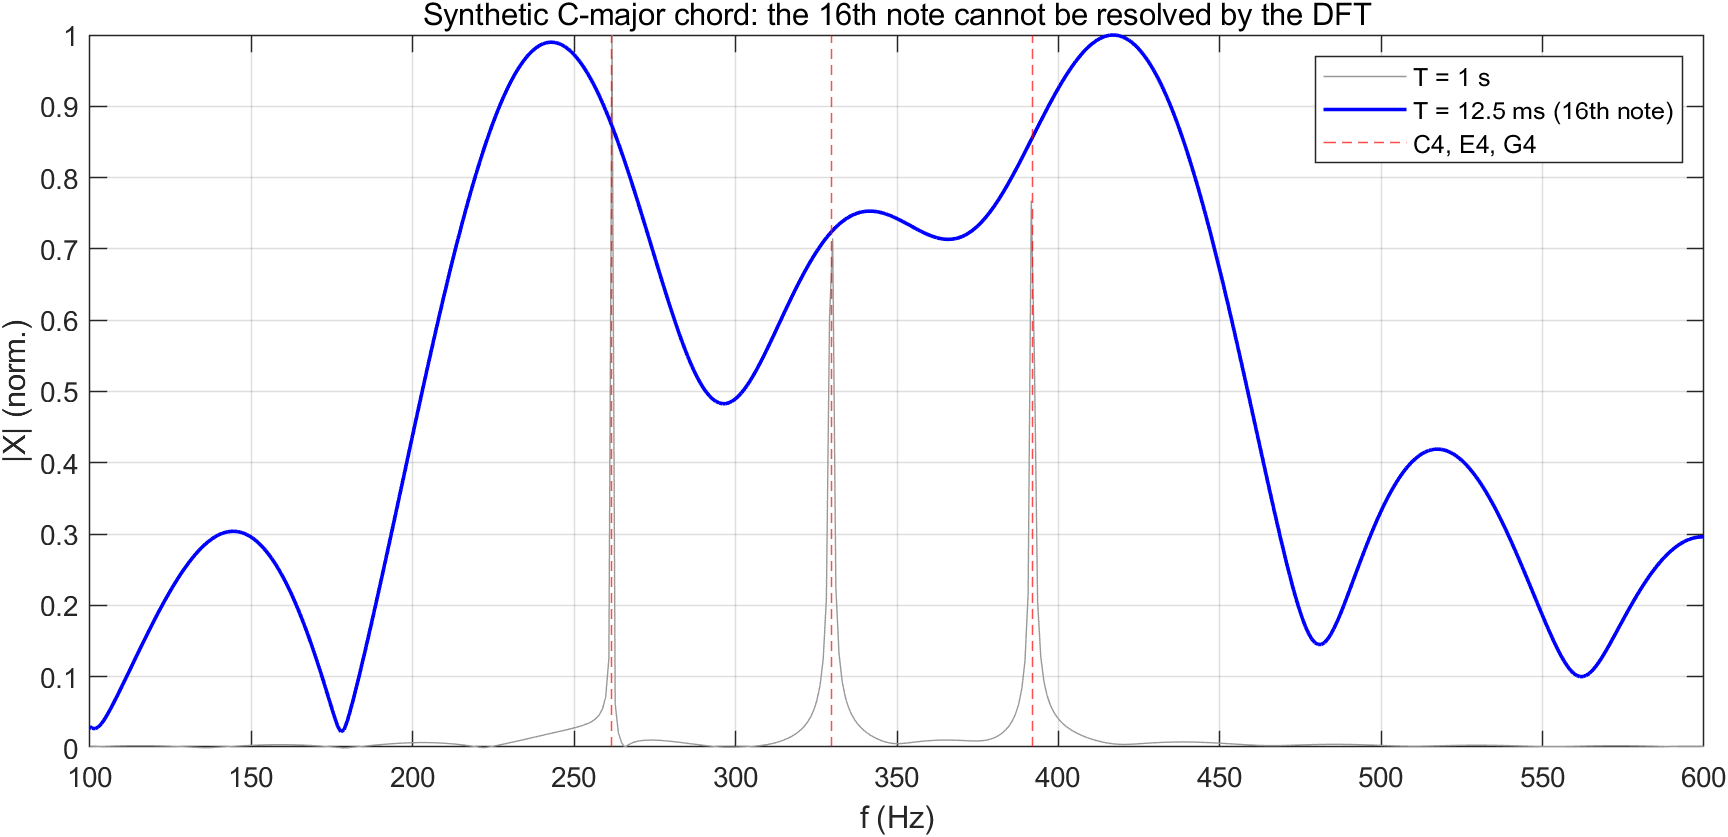 Synthetic C-major chord: the 16th note cannot be resolved by the DFT
1
0.9
0.8
0.7
0.6
0.5
0.4
0.3
0.2
0.1
0
|X| (norm.)
T = 1 s
T = 12.5 ms (16th note)
C4, E4, G4
100 150 200 250 300 350 400 450 500 550 600
f (Hz)